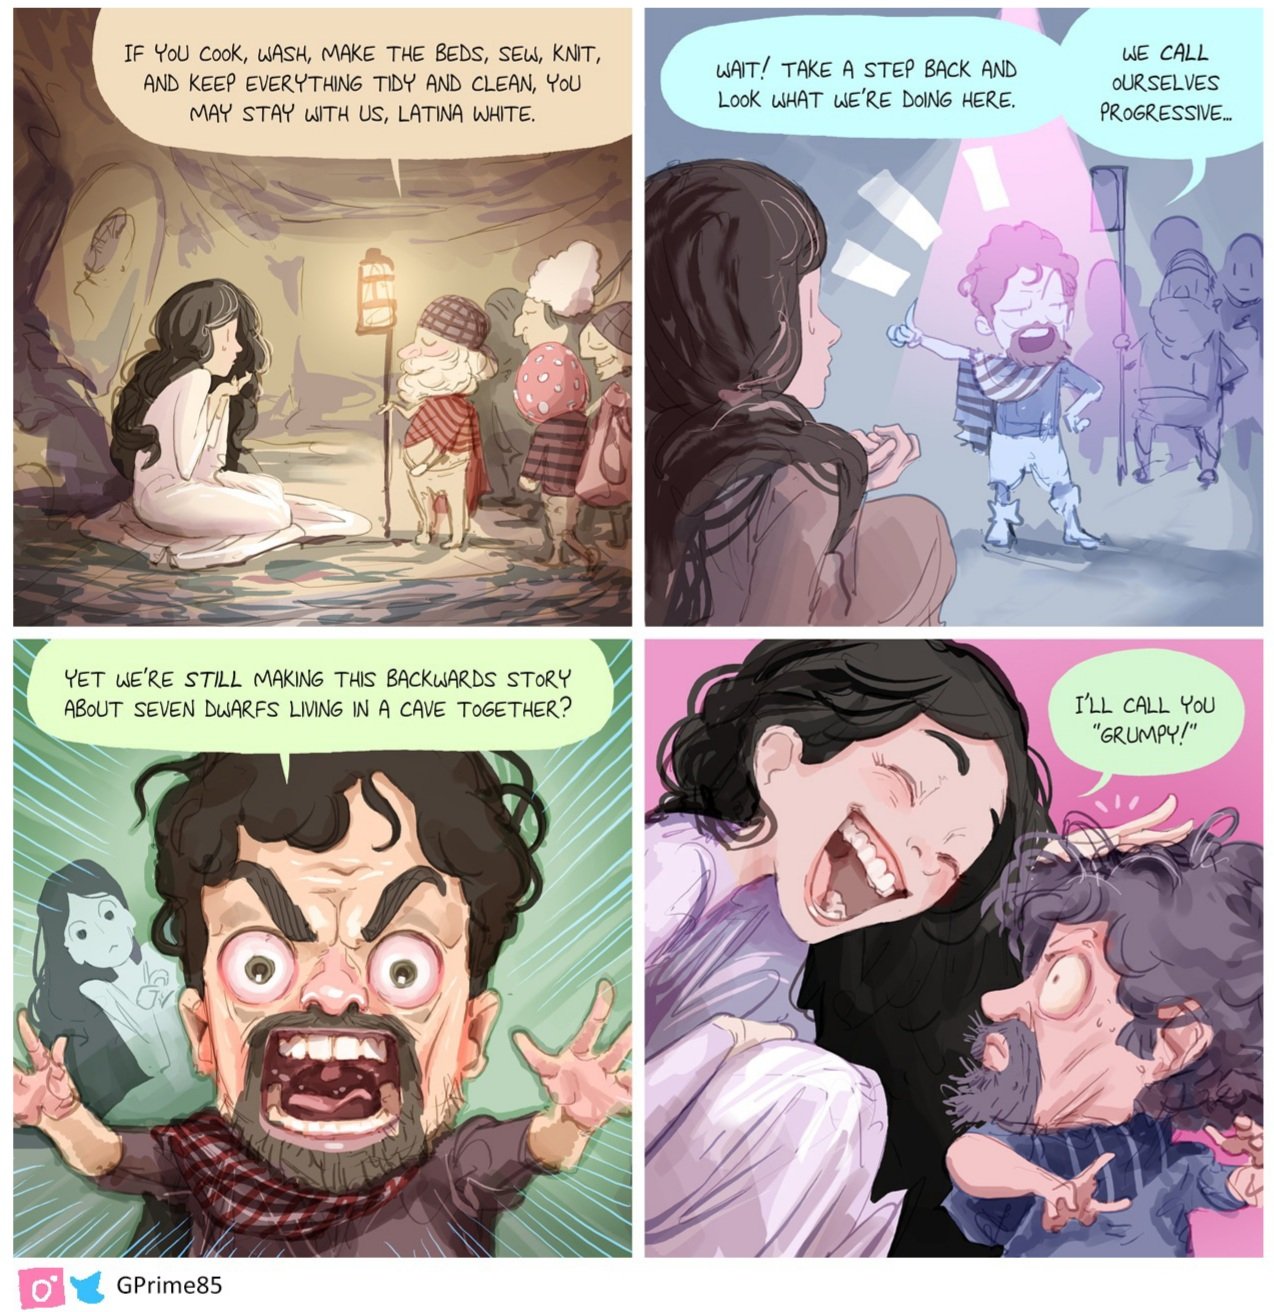 IF YOU COOK, WASH, MAKE THE BEDS, SEW, KNIT,
AND KEEP EVERYTHING TIDY AND CLEAN, YOU
MAY STAY WITH US, LATINA WHITE.
WAIT! TAKE A STEP BACK AND
LOOK WHAT WE'RE DOING HERE.
WE CALL
OURSELVES
PROGRESSIVE...
YET WE'RE STILL MAKING THIS BACKWARDS STORY
ABOUT SEVEN DWARFS LIVING IN A CAVE TOGETHER?
I'LL CALL YOU
"GRUMPY!"
GPrime85